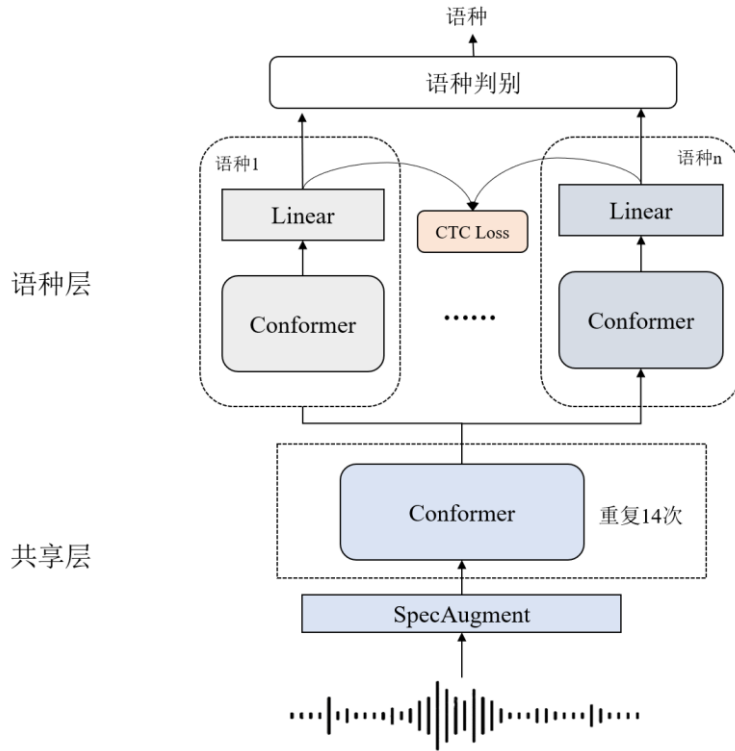 语种
语种判别
语种1
语种n
Linear
Linear
CTC Loss
语种层
Conformer
······
Conformer
Conformer
重复14次
共享层
SpecAugment